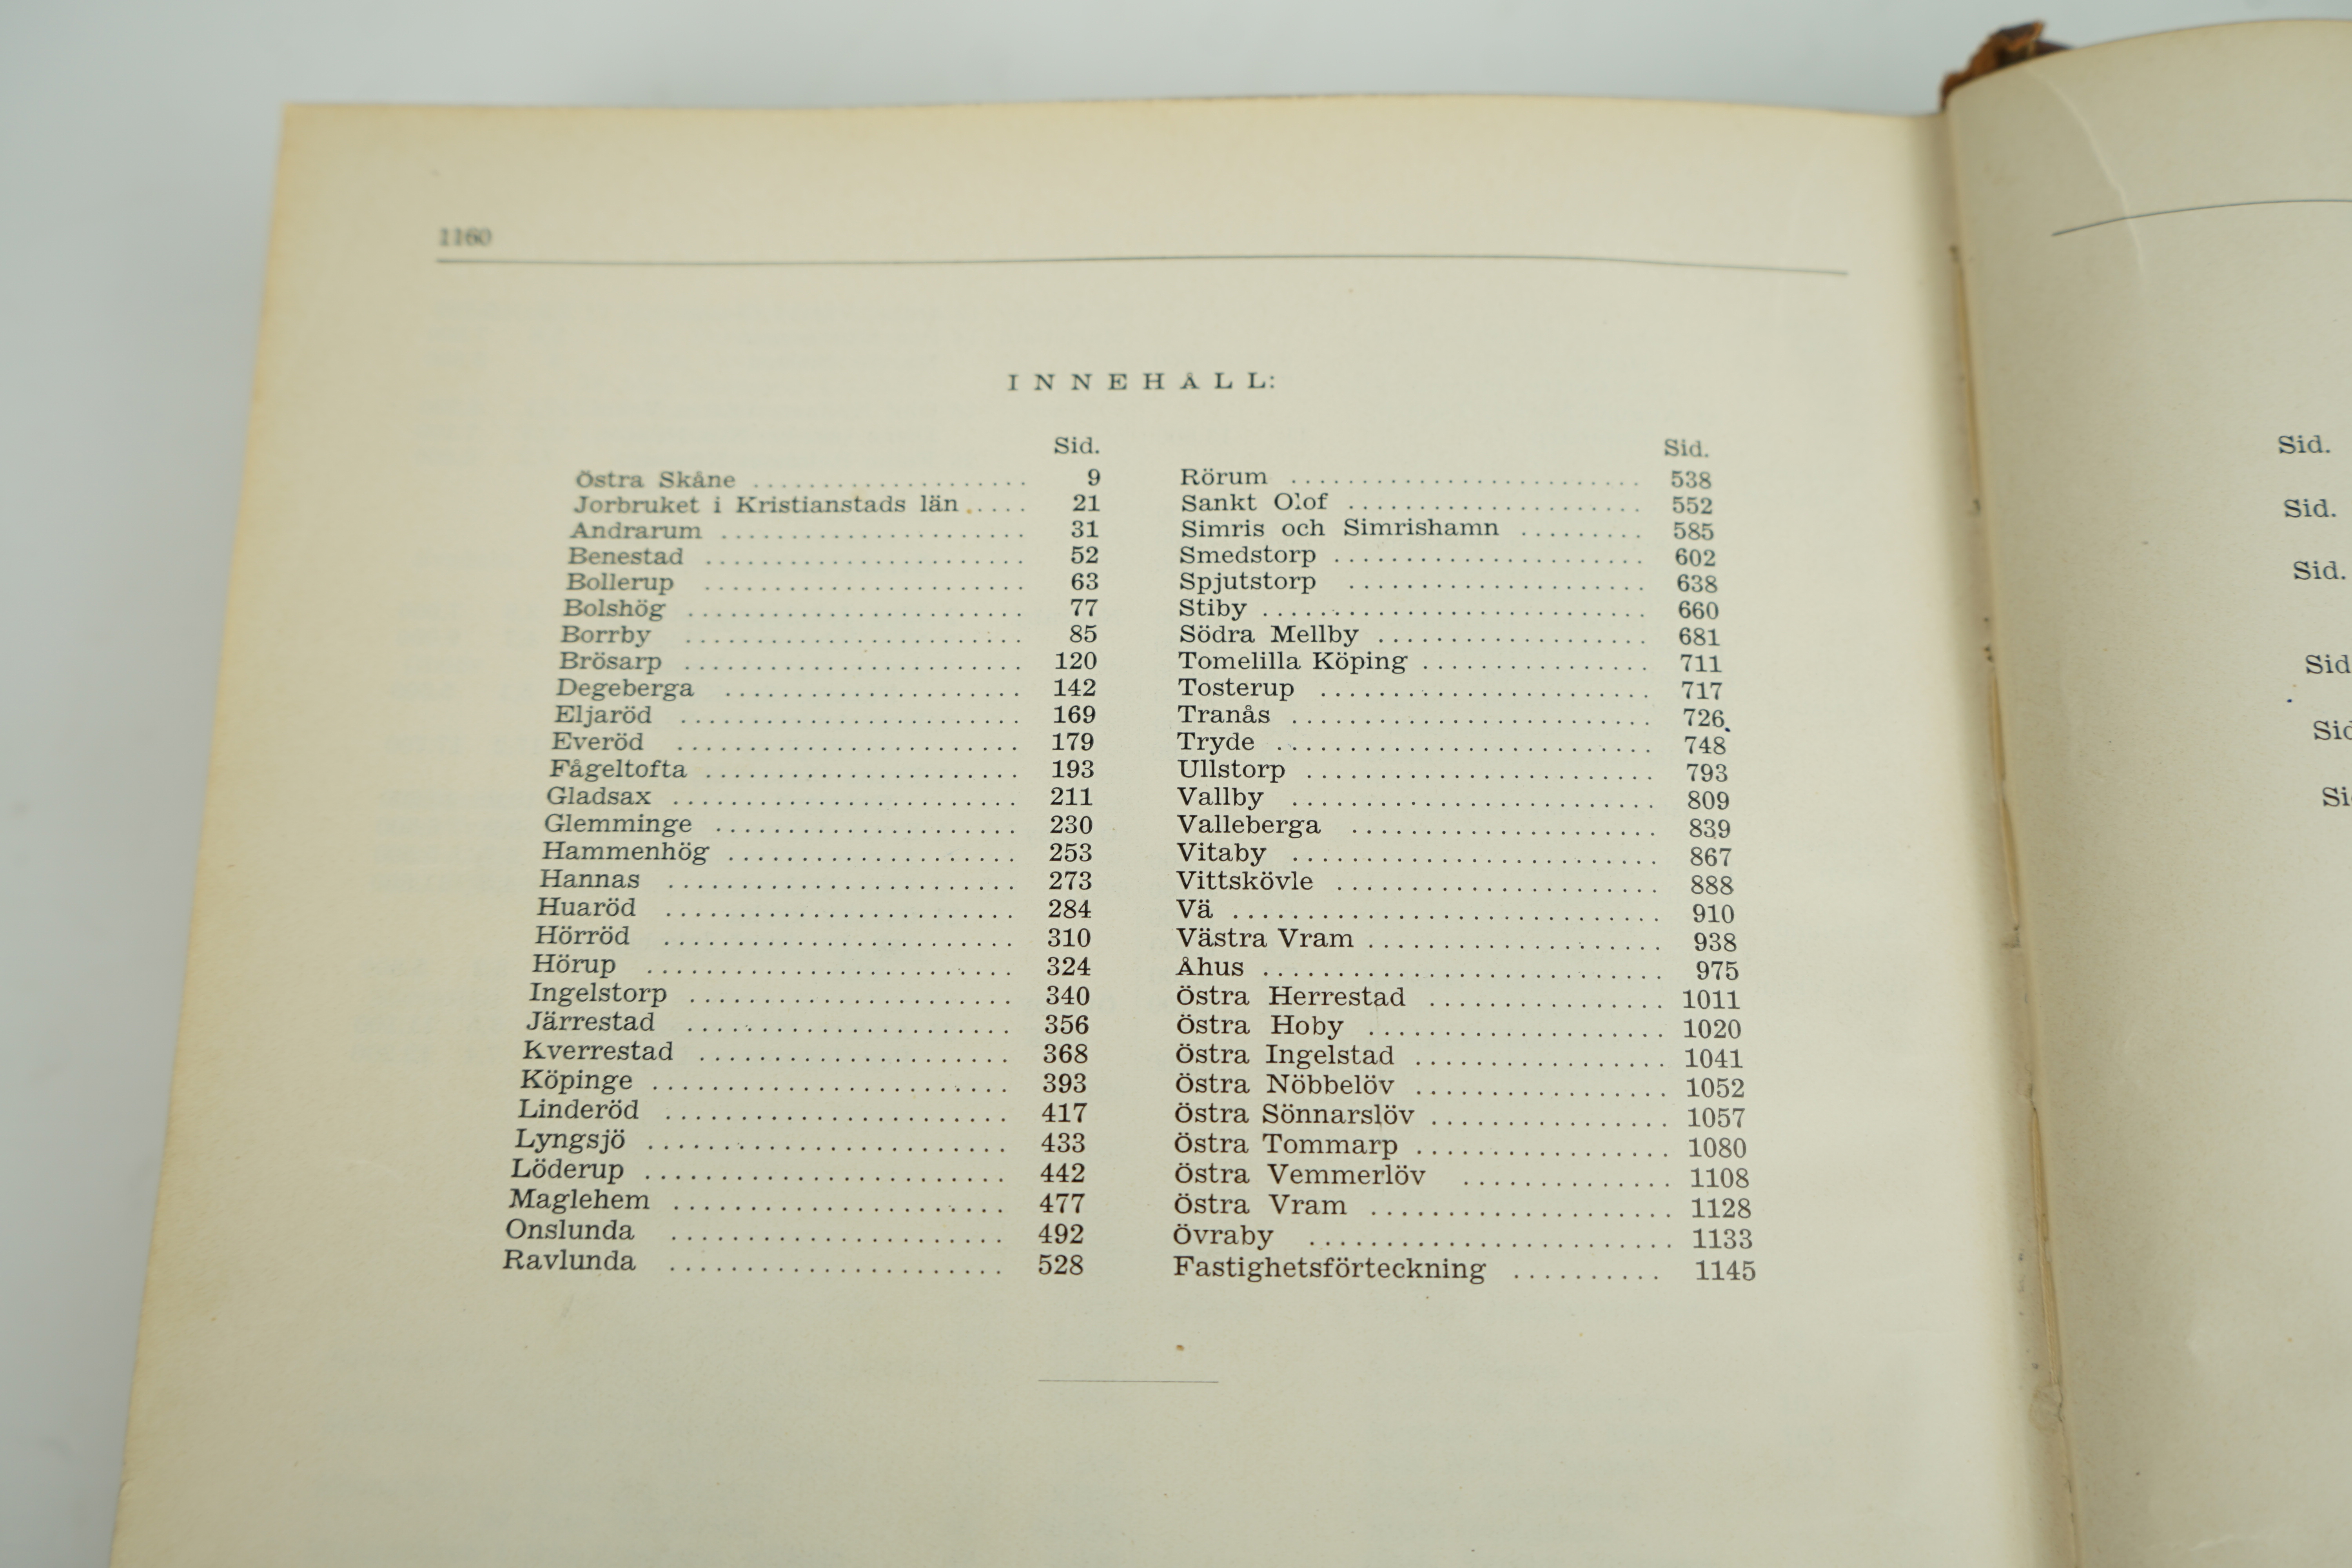 1160
INNEHÅLL:
Sid.
Östra Skåne .................... 9
Jorbruket i Kristianstads län ..... 21
Andrarum ...................... 31
Benestad ....................... 52
Bollerup ....................... 63
Bolshög ........................ 77
Borrby ........................ 85
Brösarp ........................ 120
Degeberga ..................... 142
Eljaröd ........................ 169
Everöd ........................ 179
Fågeltofta ...................... 193
Gladsax ........................ 211
Glemminge ..................... 230
Hammenhög .................... 253
Hannas ........................ 273
Huaröd ........................ 284
Hörröd ........................ 310
Hörup ......................... 324
Ingelstorp ...................... 340
Järrestad ...................... 356
Kverrestad ..................... 368
Köpinge ........................ 393
Linderöd ....................... 417
Lyngsjö ........................ 433
Löderup ........................ 442
Maglehem ...................... 477
Onslunda ...................... 492
Ravlunda ...................... 528
Sid.
Rörum ......................... 538
Sankt Olof ..................... 552
Simris och Simrishamn ......... 585
Smedstorp ...................... 602
Spjutstorp ..................... 638
Stiby .......................... 660
Södra Mellby ................... 681
Tomelilla Köping ................ 711
Tosterup ....................... 717
Tranås ......................... 726
Tryde .......................... 748
Ullstorp ........................ 793
Vallby ......................... 809
Valleberga ..................... 839
Vitaby ......................... 867
Vittskövle ...................... 888
Vä ............................. 910
Västra Vram .................... 938
Åhus ........................... 975
Östra Herrestad ................ 1011
Östra Hoby .................... 1020
Östra Ingelstad ................. 1041
Östra Nöbbelöv ................. 1052
Östra Sönnarslöv ................ 1057
Östra Tommarp ................. 1080
Östra Vemmerlöv .............. 1108
Östra Vram .................... 1128
Övraby ........................ 1133
Fastighetsförteckning .......... 1145
Sid.
Sid.
Sid.
Sid
Sid
Si